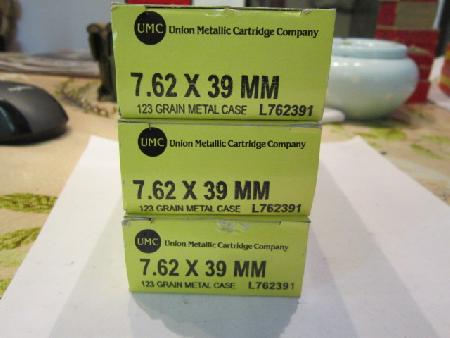 UMC Union Metallic Cartridge Company
7.62 X 39 MM
123 GRAIN METAL CASE L762391
UMC Union Metallic Cartridge Company
7.62 X 39 MM
123 GRAIN METAL CASE L762391
UMC Union Metallic Cartridge Company
7.62 X 39 MM
123 GRAIN METAL CASE L762391